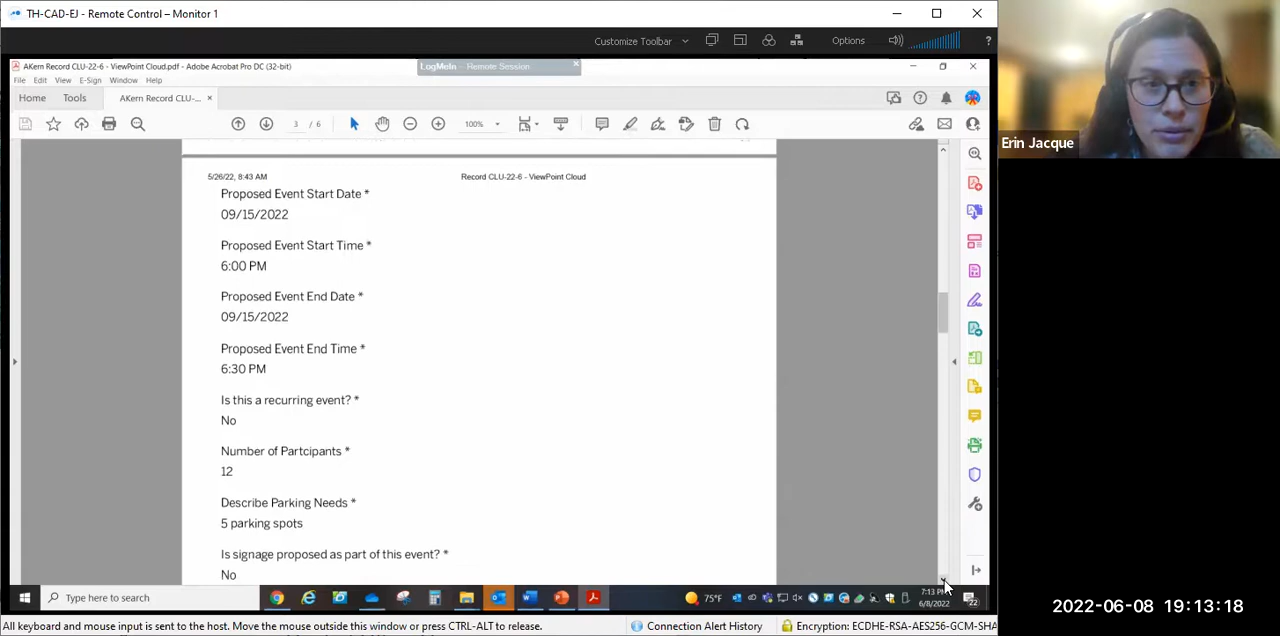 TH-CAD-EJ - Remote Control – Monitor 1
Customize Toolbar
Options
?
AKern Record CLU-22-6 - ViewPoint Cloud.pdf - Adobe Acrobat Pro DC (32-bit)
LogMeIn - Remote Session
File Edit View E-Sign Window Help
Home Tools AKern Record CLU-... ×
3 / 6
100%
5/26/22, 8:43 AM
Record CLU-22-6 - ViewPoint Cloud
Proposed Event Start Date *
09/15/2022
Proposed Event Start Time *
6:00 PM
Proposed Event End Date *
09/15/2022
Proposed Event End Time *
6:30 PM
Is this a recurring event? *
No
Number of Partcipants *
12
Describe Parking Needs *
5 parking spots
Is signage proposed as part of this event? *
No
Type here to search
75°F
7:13 PM
6/8/2022
22
All keyboard and mouse input is sent to the host. Move the mouse outside this window or press CTRL-ALT to release.
Connection Alert History
Encryption: ECDHE-RSA-AES256-GCM-SHA
Erin Jacque
2022-06-08 19:13:18